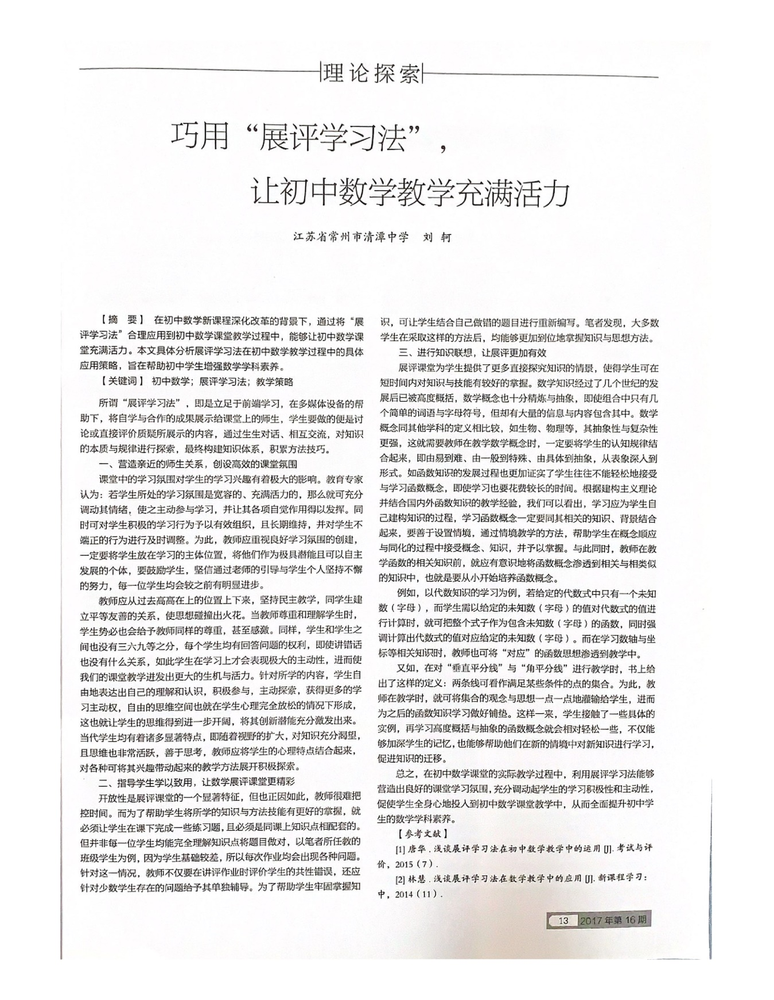 理论探索
巧用“展评学习法”，
让初中数学教学充满活力
江苏省常州市清潭中学 刘 轲
【摘 要】 在初中数学新课程深化改革的背景下，通过将“展
评学习法”合理应用到初中数学课堂教学过程中，能够让初中数学课
堂充满活力。本文具体分析展评学习法在初中数学教学过程中的具体
应用策略，旨在帮助初中学生增强数学学科素养。
【关键词】 初中数学；展评学习法；教学策略
所谓“展评学习法”，即是立足于前端学习，在多媒体设备的帮
助下，将自学与合作的成果展示给课堂上的师生，学生要做的便是讨
论或直接评价质疑所展示的内容，通过生生对话、相互交流，对知识
的本质与规律进行探索，最终构建知识体系，积累方法技巧。
一、营造亲近的师生关系，创设高效的课堂氛围
课堂中的学习氛围对学生的学习兴趣有着极大的影响。教育专家
认为：若学生所处的学习氛围是宽容的、充满活力的，那么就可充分
调动其情绪，使之主动参与学习，并让其各项自觉作用得以发挥。同
时可对学生积极的学习行为予以有效组织，且长期维持，并对学生不
端正的行为进行及时调整。为此，教师应重视良好学习氛围的创建，
一定要将学生放在学习的主体位置，将他们作为极具潜能且可以自主
发展的个体，要鼓励学生，坚信通过老师的引导与学生个人坚持不懈
的努力，每一位学生均会较之前有明显进步。
教师应从过去高高在上的位置上下来，坚持民主教学，同学生建
立平等友善的关系，使思想碰撞出火花。当教师尊重和理解学生时，
学生势必也会给予教师同样的尊重，甚至感激。同样，学生和学生之
间也没有三六九等之分，每个学生均有回答问题的权利，即使讲错话
也没有什么关系，如此学生在学习上才会表现极大的主动性，进而使
我们的课堂教学迸发出更大的生机与活力。针对所学的内容，学生自
由地表达出自己的理解和认识，积极参与，主动探索，获得更多的学
习主动权，自由的思维空间也就在学生心理完全放松的情况下形成，
这也就让学生的思维得到进一步开阔，将其创新潜能充分激发出来。
当代学生均有着诸多显著特点，即随着视野的扩大，对知识充分渴望，
且思维也非常活跃，善于思考，教师应将学生的心理特点结合起来，
对各种可将其兴趣带动起来的教学方法展开积极探索。
二、指导学生学以致用，让数学展评课堂更精彩
开放性是展评课堂的一个显著特征，但也正因如此，教师很难把
控时间。而为了帮助学生将所学的知识与方法技能有更好的掌握，就
必须让学生在课下完成一些练习题，且必须是同课上知识点相配套的。
但并非每一位学生均能完全理解知识点将题目做对，以笔者所任教的
班级学生为例，因为学生基础较差，所以每次作业均会出现各种问题。
针对这一情况，教师不仅要在讲评作业时评价学生的共性错误，还应
针对少数学生存在的问题给予其单独辅导。为了帮助学生牢固掌握知
识，可让学生结合自己做错的题目进行重新编写。笔者发现，大多数
学生在采取这样的方法后，均能够更加到位地掌握知识与思想方法。
三、进行知识联想，让展评更加有效
展评课堂为学生提供了更多直接探究知识的情景，使得学生可在
短时间内对知识与技能有较好的掌握。数学知识经过了几个世纪的发
展后已被高度概括，数学概念也十分精炼与抽象，即使组合中只有几
个简单的词语与字母符号，但却有大量的信息与内容包含其中。数学
概念同其他学科的定义相比较，如生物、物理等，其抽象性与复杂性
更强，这就需要教师在教学数学概念时，一定要将学生的认知规律结
合起来，即由易到难、由一般到特殊、由具体到抽象，从表象深入到
形式。如函数知识的发展过程也更加证实了学生往往不能轻松地接受
与学习函数概念，即使学习也要花费较长的时间。根据建构主义理论
并结合国内外函数知识的教学经验，我们可以看出，学习应为学生自
己建构知识的过程，学习函数概念一定要同其相关的知识、背景结合
起来，要善于设置情境，通过情境教学的方法，帮助学生在概念顺应
与同化的过程中接受概念、知识，并予以掌握。与此同时，教师在教
学函数的相关知识前，就应有意识地将函数概念渗透到相关与相类似
的知识中，也就是要从小开始培养函数概念。
例如，以代数知识的学习为例，若给定的代数式中只有一个未知
数（字母），而学生需以给定的未知数（字母）的值对代数式的值进
行计算时，就可把整个式子作为包含未知数（字母）的函数，同时强
调计算出代数式的值对应给定的未知数（字母）。而在学习数轴与坐
标等相关知识时，教师也可将“对应”的函数思想渗透到教学中。
又如，在对“垂直平分线”与“角平分线”进行教学时，书上给
出了这样的定义：两条线可看作满足某些条件的点的集合。为此，教
师在教学时，就可将集合的观念与思想一点一点地灌输给学生，进而
为之后的函数知识学习做好铺垫。这样一来，学生接触了一些具体的
实例，再学习高度概括与抽象的函数概念就会相对轻松一些，不仅能
够加深学生的记忆，也能够帮助他们在新的情境中对新知识进行学习，
促进知识的迁移。
总之，在初中数学课堂的实际教学过程中，利用展评学习法能够
营造出良好的课堂学习氛围，充分调动起学生的学习积极性和主动性，
促使学生全身心地投入到初中数学课堂教学中，从而全面提升初中学
生的数学学科素养。
【参考文献】
[1] 唐华．浅谈展评学习法在初中数学教学中的运用 [J]. 考试与评
价，2015（7）.
[2] 林慧．浅谈展评学习法在数学教学中的应用 [J]. 新课程学习：
中，2014（11）.
13 2017 年第 16 期